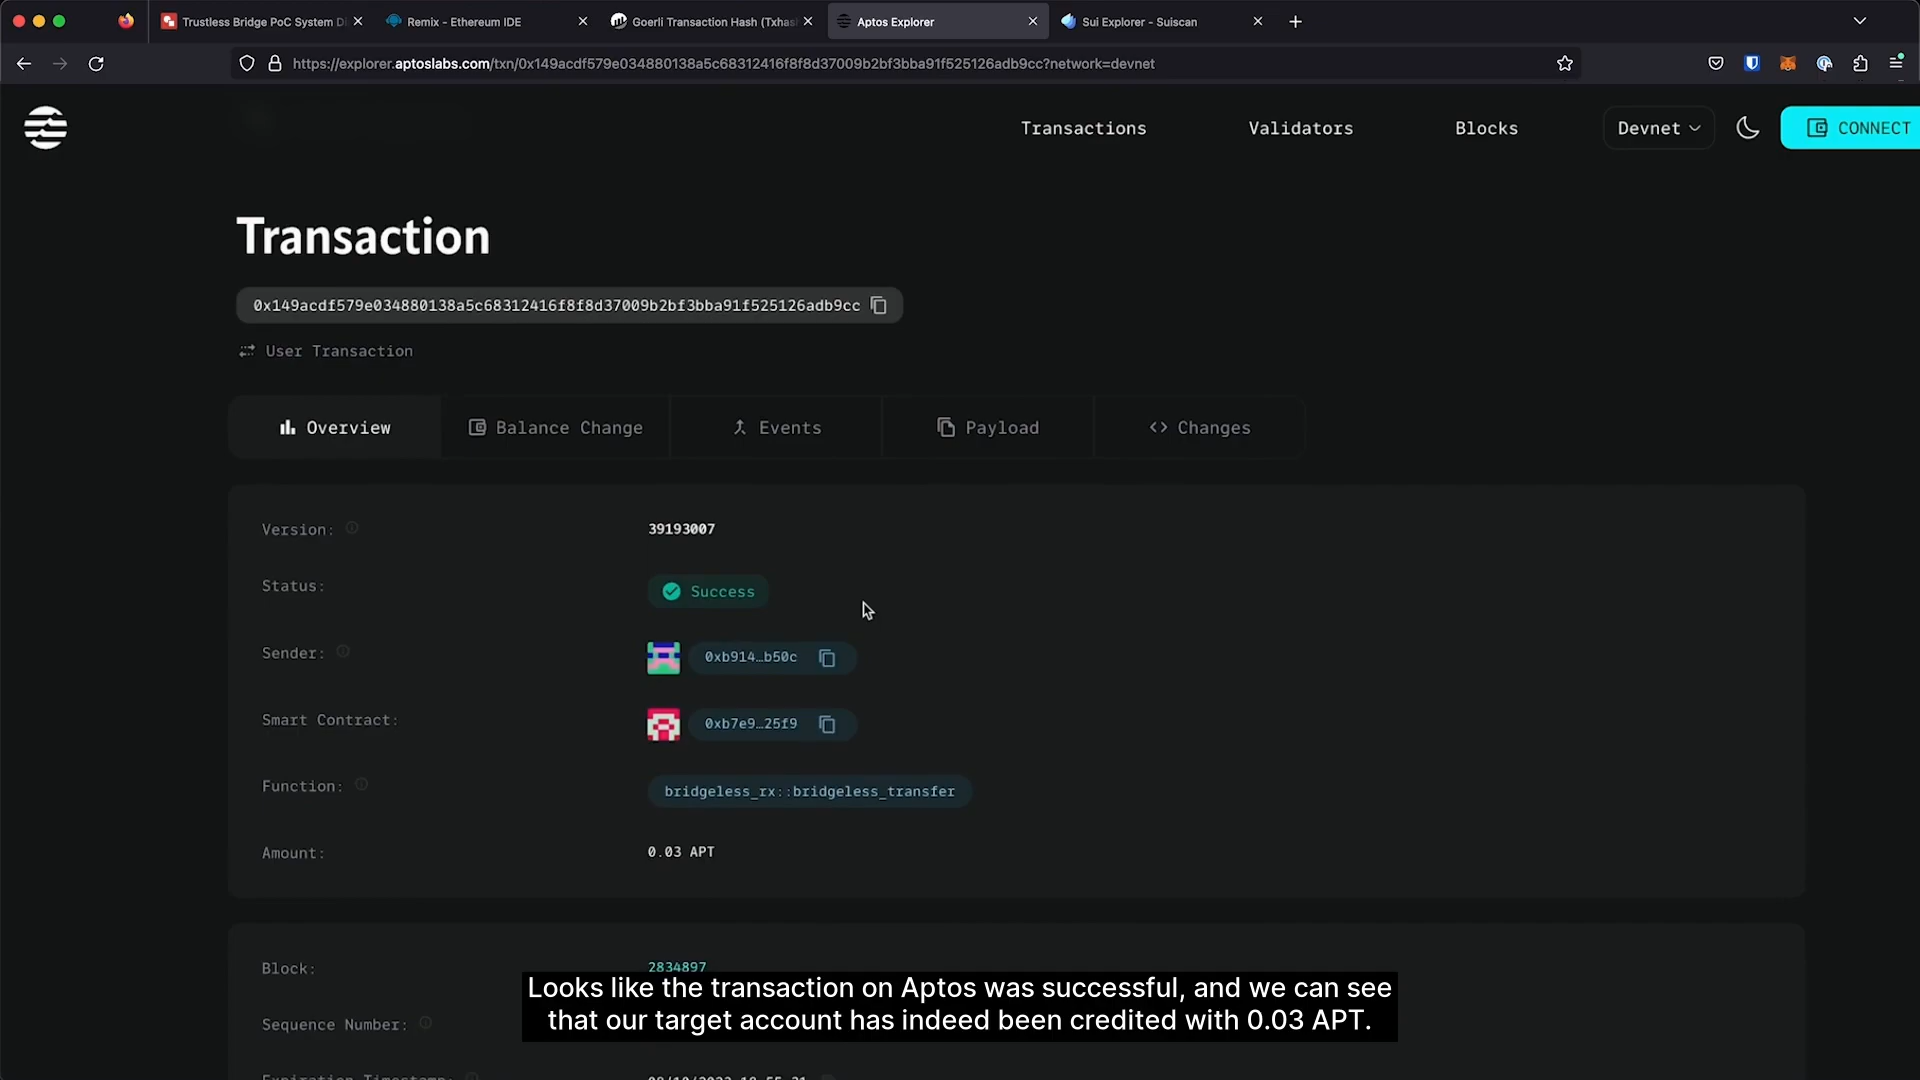 Trustless Bridge PoC System Di
Remix - Ethereum IDE
Goerli Transaction Hash (Txhas
Aptos Explorer
Sui Explorer - Suiscan
https://explorer.aptoslabs.com/txn/0x149acdf579e034880138a5c68312416f8f8d37009b2bf3bba91f525126adb9cc?network=devnet
Transactions
Validators
Blocks
Devnet
CONNECT
Transaction
0x149acdf579e034880138a5c68312416f8f8d37009b2bf3bba91f525126adb9cc
User Transaction
Overview
Balance Change
Events
Payload
Changes
Version:
39193007
Status:
Success
Sender:
0xb914…b50c
Smart Contract:
0xb7e9…25f9
Function:
bridgeless_rx::bridgeless_transfer
Amount:
0.03 APT
Block:
2834897
Looks like the transaction on Aptos was successful, and we can see
that our target account has indeed been credited with 0.03 APT.
Sequence Number:
Expiration Timestamp: